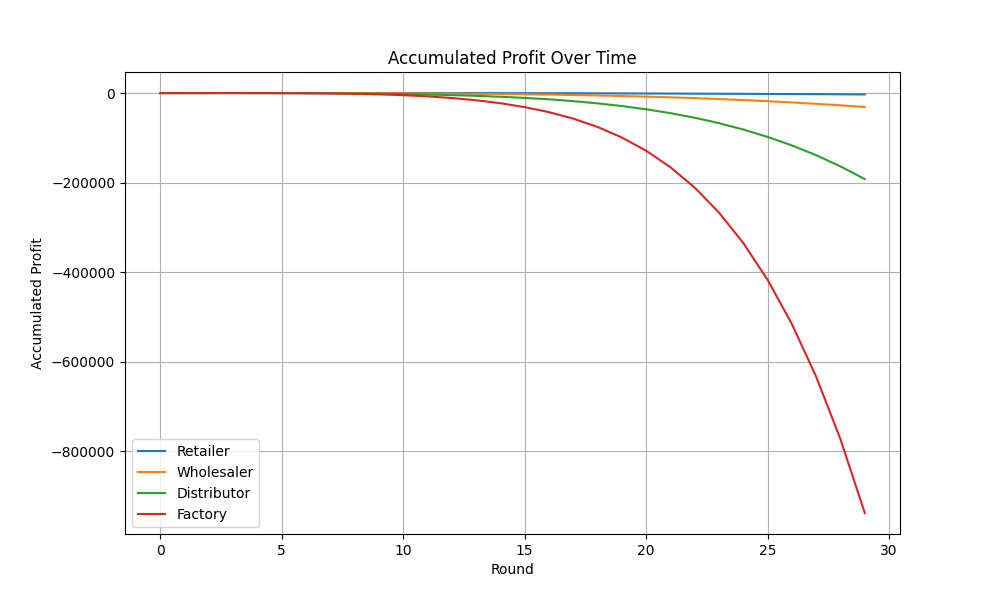 Accumulated Profit Over Time
Accumulated Profit
0
−200000
−400000
−600000
−800000
Retailer
Wholesaler
Distributor
Factory
0 5 10 15 20 25 30
Round